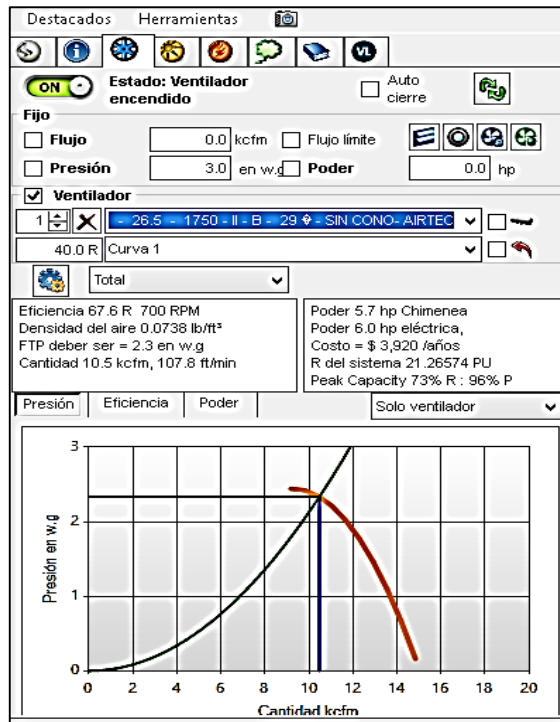 Destacados Herramientas
VL
ON Estado: Ventilador encendido Auto cierre
Fijo
Flujo 0.0 kcfm Flujo límite
Presión 3.0 en w.g Poder 0.0 hp
Ventilador
1 - 26.5 - 1750 - II - B - 29 � - SIN CONO- AIRTEC
40.0 R Curva 1
Total
Eficiencia 67.6 R 700 RPM
Densidad del aire 0.0738 lb/ft³
FTP deber ser = 2.3 en w.g
Cantidad 10.5 kcfm, 107.8 ft/min
Poder 5.7 hp Chimenea
Poder 6.0 hp eléctrica,
Costo = $ 3,920 /años
R del sistema 21.26574 PU
Peak Capacity 73% R : 96% P
Presión Eficiencia Poder Solo ventilador
Presión en w.g
3
2
1
0
0 2 4 6 8 10 12 14 16 18 20
Cantidad kcfm